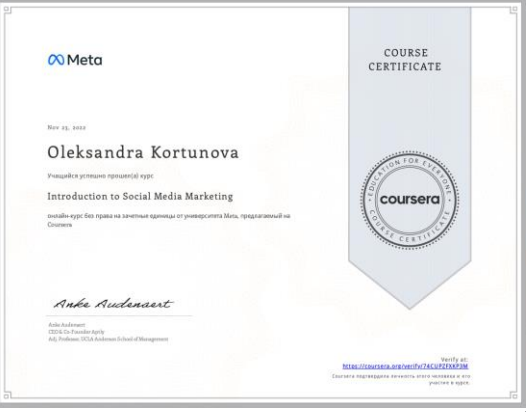 Meta
COURSE
CERTIFICATE
Nov 25, 2022
Oleksandra Kortunova
Учащийся успешно прошел(а) курс
Introduction to Social Media Marketing
онлайн-курс без права на зачетные единицы от университета Meta, предлагаемый на
Coursera
EDUCATION FOR EVERYONE
coursera
COURSE CERTIFICATE
Anke Audenaert
Anke Audenaert
CEO & Co-Founder Aptly
Adj. Professor, UCLA Anderson School of Management
Verify at:
https://coursera.org/verify/74CUPZFXKP3M
Coursera подтвердила личность этого человека и его
участие в курсе.